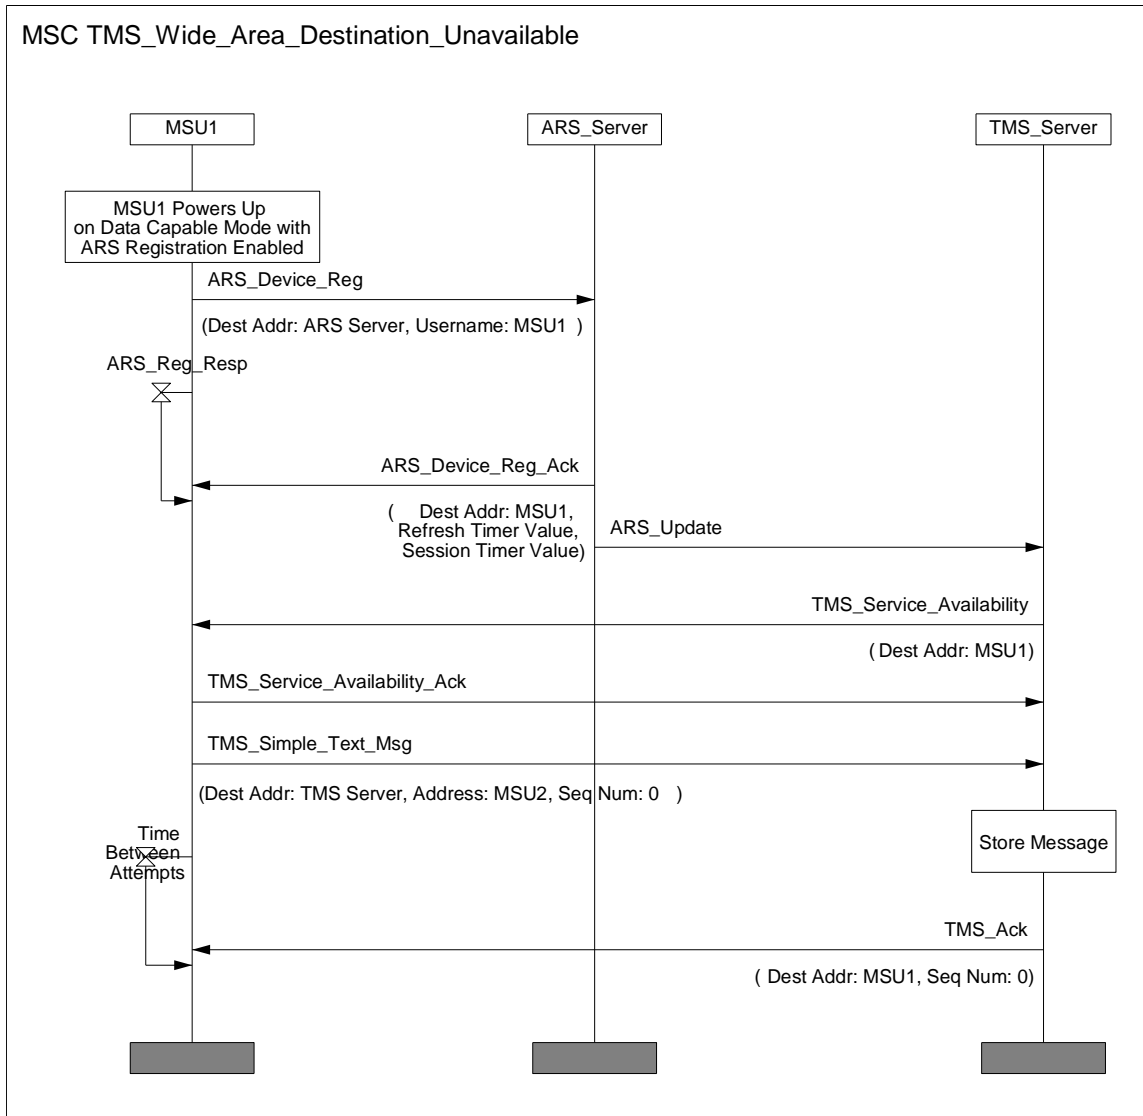 MSC TMS_Wide_Area_Destination_Unavailable
MSU1
ARS_Server
TMS_Server
MSU1 Powers Up
on Data Capable Mode with
ARS Registration Enabled
ARS_Device_Reg
(Dest Addr: ARS Server, Username: MSU1 )
ARS_Reg_Resp
ARS_Device_Reg_Ack
( Dest Addr: MSU1,
Refresh Timer Value,
Session Timer Value)
ARS_Update
TMS_Service_Availability
( Dest Addr: MSU1)
TMS_Service_Availability_Ack
TMS_Simple_Text_Msg
(Dest Addr: TMS Server, Address: MSU2, Seq Num: 0 )
Time
Between
Attempts
Store Message
TMS_Ack
( Dest Addr: MSU1, Seq Num: 0)